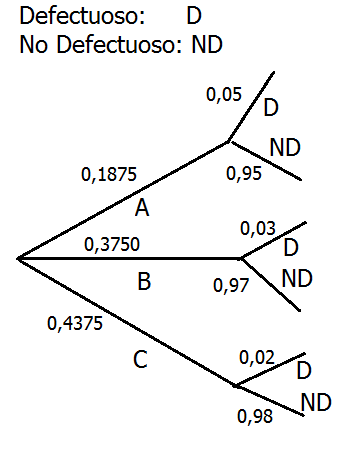 Defectuoso: D
No Defectuoso: ND
0,05
D
ND
0,1875
0,95
A
0,03
0,3750
D
ND
B
0,97
0,4375
0,02
C
D
ND
0,98